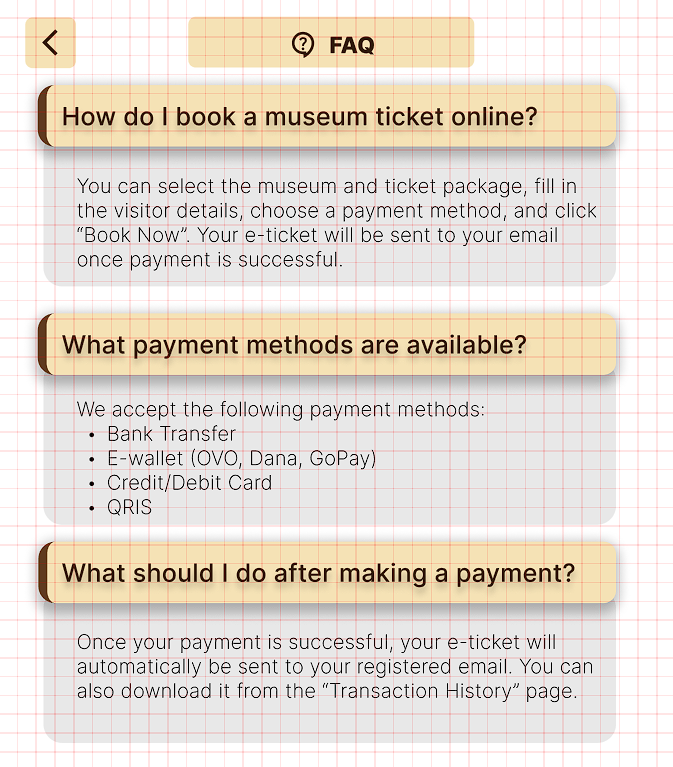 FAQ
How do I book a museum ticket online?
You can select the museum and ticket package, fill in
the visitor details, choose a payment method, and click
“Book Now”. Your e-ticket will be sent to your email
once payment is successful.
What payment methods are available?
We accept the following payment methods:
• Bank Transfer
• E-wallet (OVO, Dana, GoPay)
• Credit/Debit Card
• QRIS
What should I do after making a payment?
Once your payment is successful, your e-ticket will
automatically be sent to your registered email. You can
also download it from the “Transaction History” page.